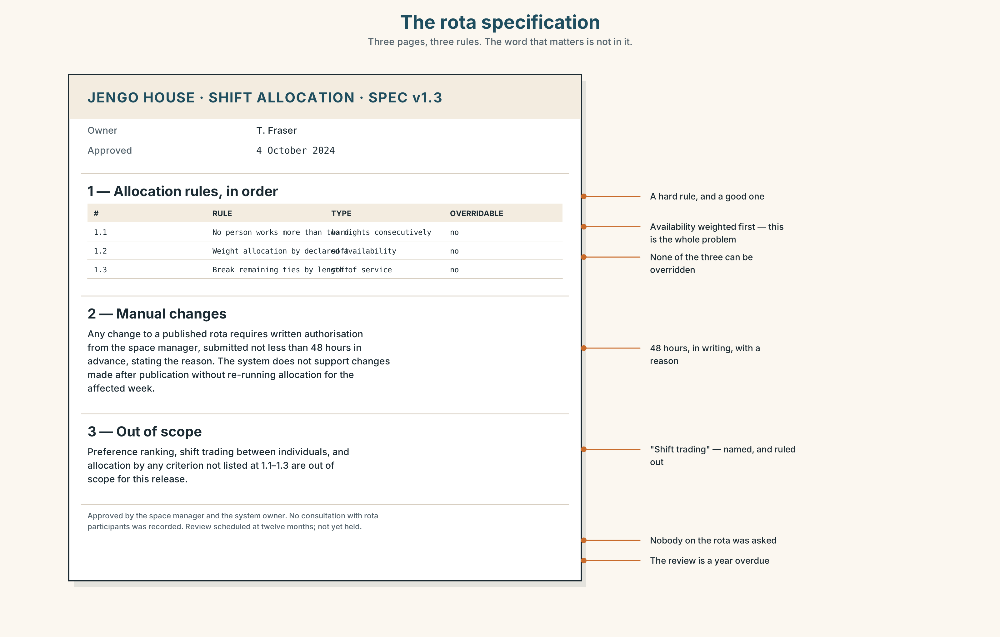 The rota specification
Three pages, three rules. The word that matters is not in it.
JENGO HOUSE · SHIFT ALLOCATION · SPEC v1.3
Owner T. Fraser
Approved 4 October 2024
1 — Allocation rules, in order
# RULE TYPE OVERRIDABLE
1.1 No person works more than two nights consecutively hard no
1.2 Weight allocation by declared availability soft no
1.3 Break remaining ties by length of service soft no
2 — Manual changes
Any change to a published rota requires written authorisation
from the space manager, submitted not less than 48 hours in
advance, stating the reason. The system does not support changes
made after publication without re-running allocation for the
affected week.
3 — Out of scope
Preference ranking, shift trading between individuals, and
allocation by any criterion not listed at 1.1–1.3 are out of
scope for this release.
Approved by the space manager and the system owner. No consultation with rota
participants was recorded. Review scheduled at twelve months; not yet held.
A hard rule, and a good one
Availability weighted first — this
is the whole problem
None of the three can be
overridden
48 hours, in writing, with a
reason
"Shift trading" — named, and ruled
out
Nobody on the rota was asked
The review is a year overdue